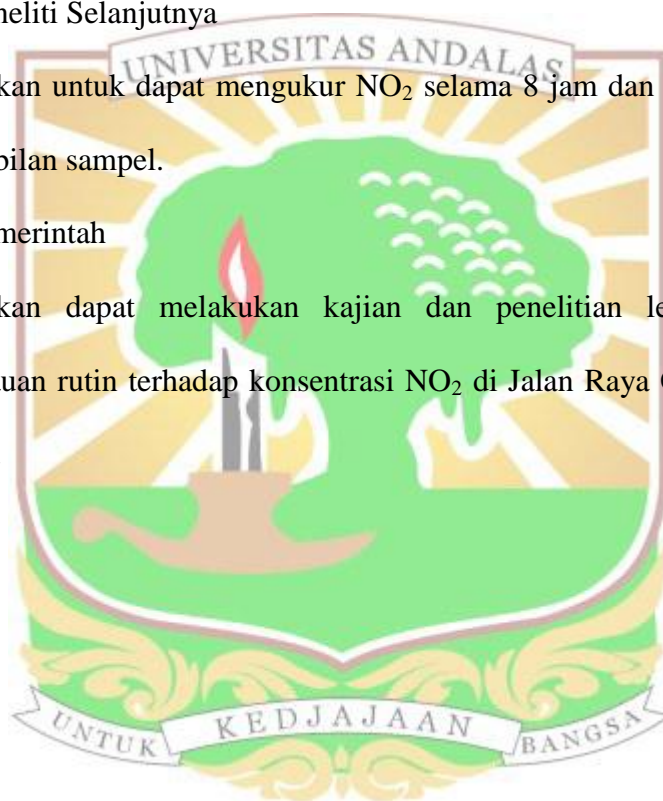 neliti Selanjutnya
UNIVERSITAS ANDALAS
kan untuk dapat mengukur NO₂ selama 8 jam dan
bilan sampel.
merintah
kan dapat melakukan kajian dan penelitian le
uan rutin terhadap konsentrasi NO₂ di Jalan Raya
UNTUK KEDJAJAAN BANGSA